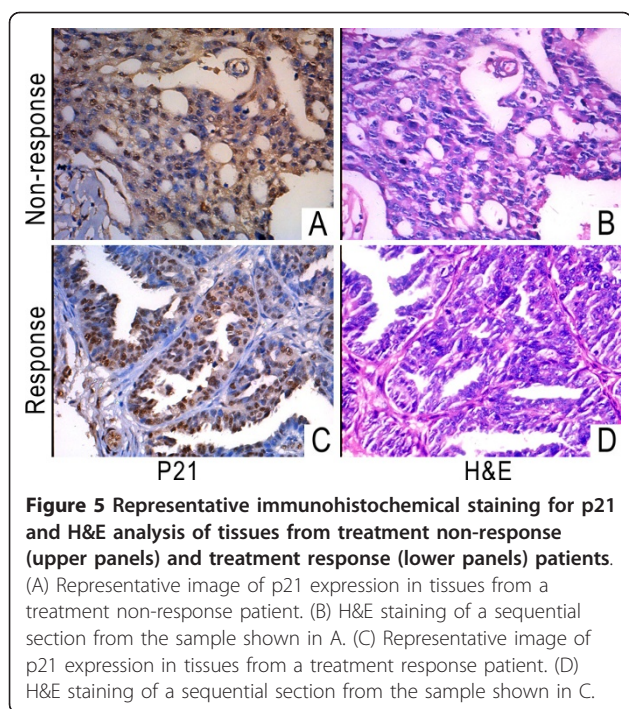 Non-response
A
B
Response
C
D
P21
H&E
Figure 5 Representative immunohistochemical staining for p21
and H&E analysis of tissues from treatment non-response
(upper panels) and treatment response (lower panels) patients.
(A) Representative image of p21 expression in tissues from a
treatment non-response patient. (B) H&E staining of a sequential
section from the sample shown in A. (C) Representative image of
p21 expression in tissues from a treatment response patient. (D)
H&E staining of a sequential section from the sample shown in C.